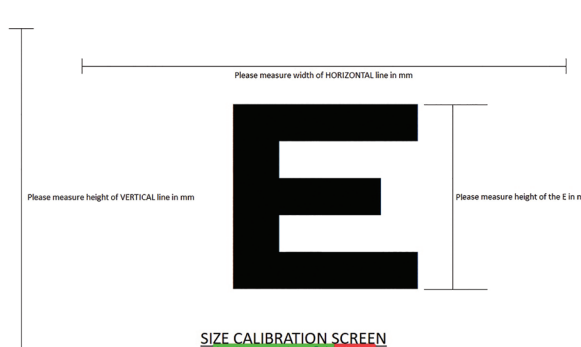 Please measure width of HORIZONTAL line in mm
E
Please measure height of VERTICAL line in mm
Please measure height of the E in
SIZE CALIBRATION SCREEN